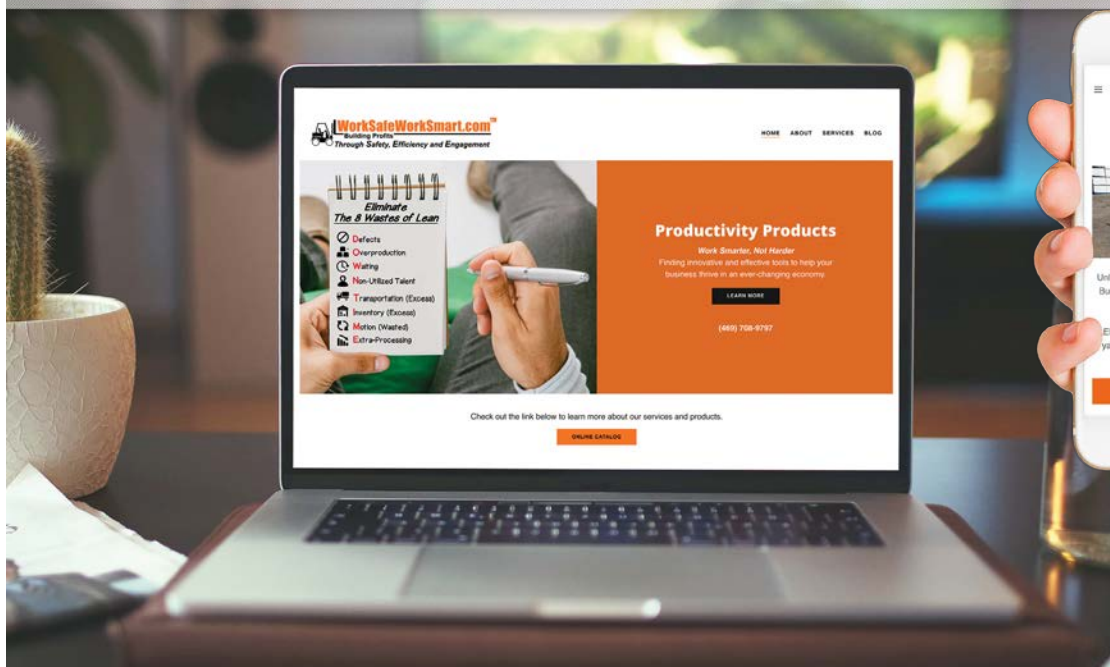 WorkSafeWorkSmart.com™
Building Profits
Through Safety, Efficiency and Engagement
HOME ABOUT SERVICES BLOG
Eliminate
The 8 Wastes of Lean
Defects
Overproduction
Waiting
Non-Utilized Talent
Transportation (Excess)
Inventory (Excess)
Motion (Wasted)
Extra-Processing
Productivity Products
Work Smarter, Not Harder
Finding innovative and effective tools to help your
business thrive in an ever-changing economy.
LEARN MORE
(469) 708-9797
Check out the link below to learn more about our services and products.
ONLINE CATALOG